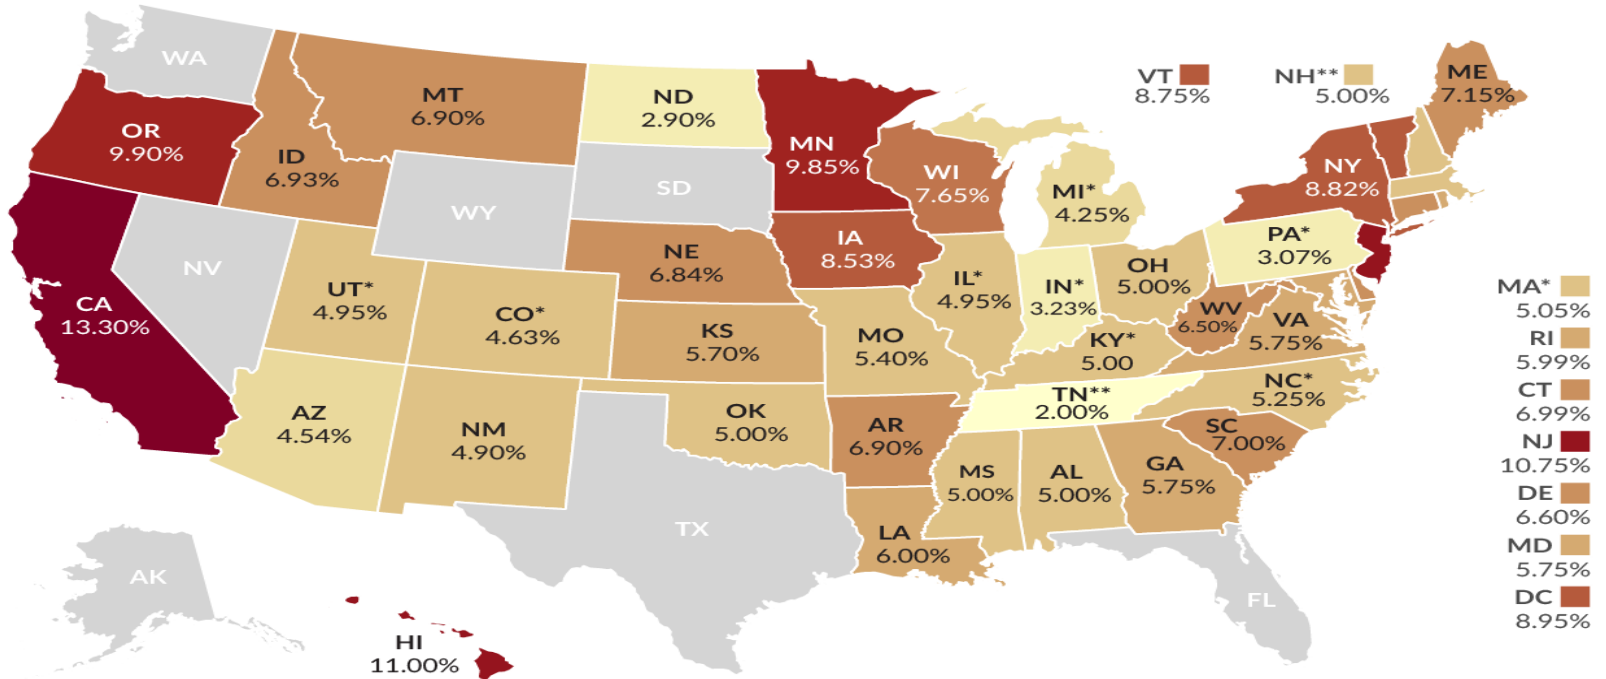 WA
MT
6.90%
ND
2.90%
VT
8.75%
NH**
5.00%
ME
7.15%
OR
9.90%
ID
6.93%
MN
9.85%
WI
7.65%
NY
8.82%
SD
WY
MI*
4.25%
NV
NE
6.84%
IA
8.53%
PA*
3.07%
CA
13.30%
UT*
4.95%
CO*
4.63%
IL*
4.95%
IN*
3.23%
OH
5.00%
WV
6.50%
VA
5.75%
KS
5.70%
MO
5.40%
KY*
5.00
MA*
5.05%
RI
5.99%
CT
6.99%
NJ
10.75%
DE
6.60%
MD
5.75%
DC
8.95%
AZ
4.54%
NM
4.90%
OK
5.00%
AR
6.90%
TN**
2.00%
NC*
5.25%
SC
7.00%
MS
5.00%
AL
5.00%
GA
5.75%
TX
LA
6.00%
AK
FL
HI
11.00%